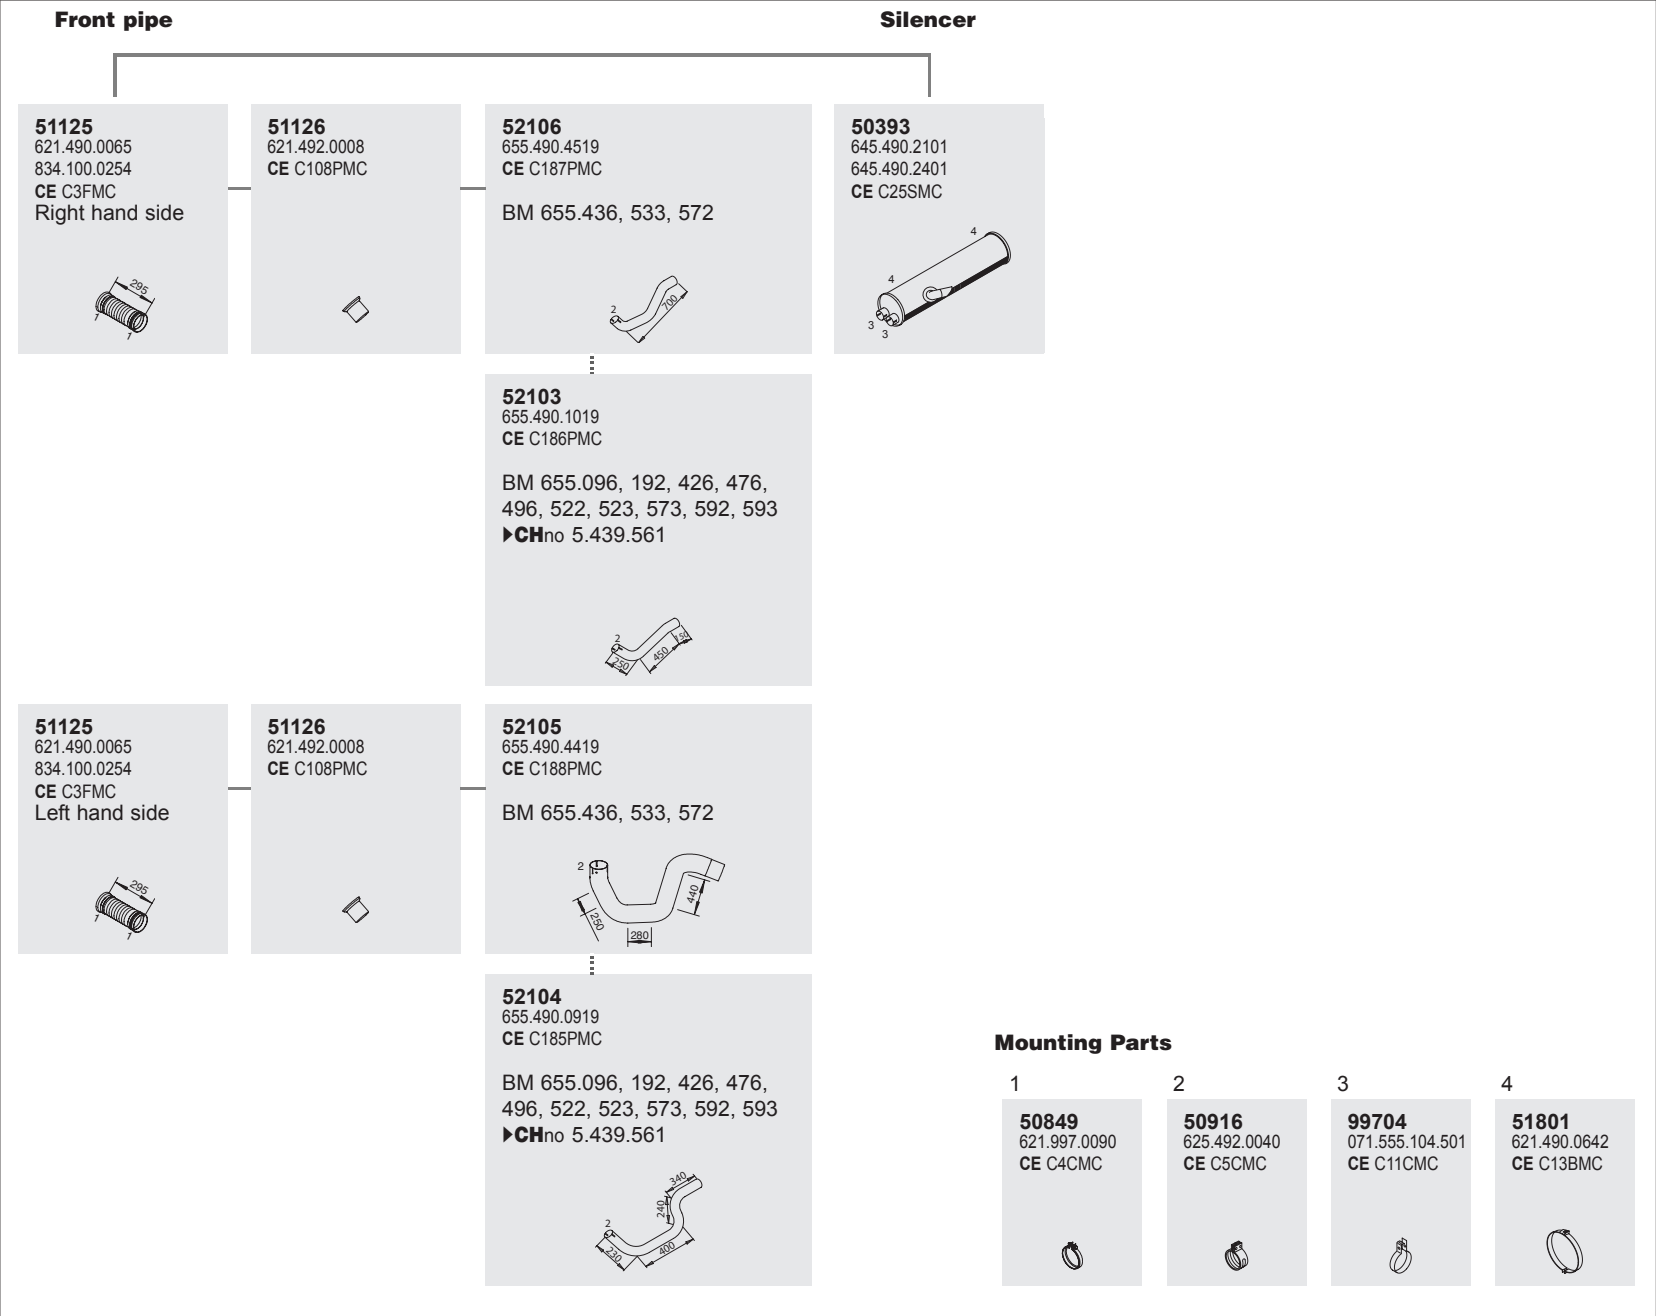 Front pipe
Silencer
51125
621.490.0065
834.100.0254
CE C3FMC
Right hand side
295
1
1
51126
621.492.0008
CE C108PMC
52106
655.490.4519
CE C187PMC
BM 655.436, 533, 572
2
700
50393
645.490.2101
645.490.2401
CE C25SMC
4
4
3
3
52103
655.490.1019
CE C186PMC
BM 655.096, 192, 426, 476,
496, 522, 523, 573, 592, 593
CHno 5.439.561
2
250
450
150
51125
621.490.0065
834.100.0254
CE C3FMC
Left hand side
295
1
1
51126
621.492.0008
CE C108PMC
52105
655.490.4419
CE C188PMC
BM 655.436, 533, 572
2
250
280
440
52104
655.490.0919
CE C185PMC
BM 655.096, 192, 426, 476,
496, 522, 523, 573, 592, 593
CHno 5.439.561
340
240
2
230
400
Mounting Parts
1
50849
621.997.0090
CE C4CMC
2
50916
625.492.0040
CE C5CMC
3
99704
071.555.104.501
CE C11CMC
4
51801
621.490.0642
CE C13BMC